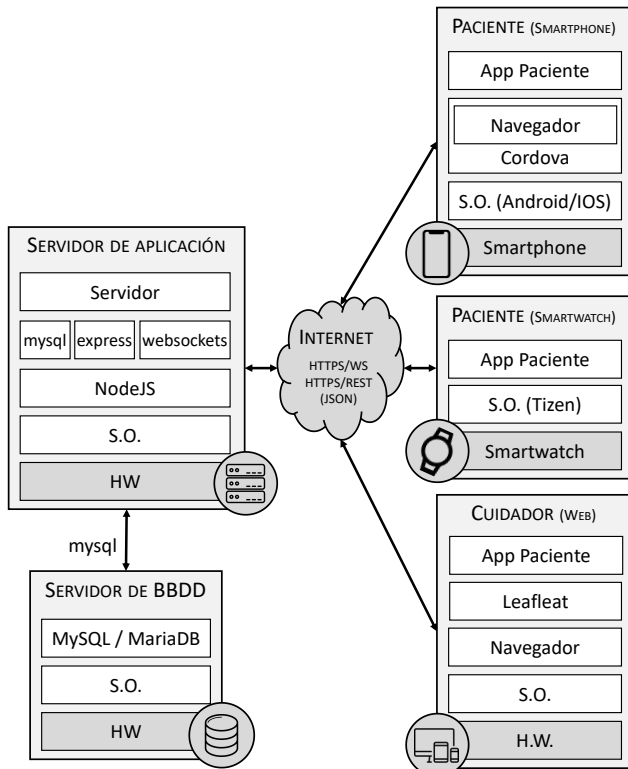 PACIENTE (SMARTPHONE)
App Paciente
Navegador
Cordova
S.O. (Android/IOS)
Smartphone
SERVIDOR DE APLICACIÓN
Servidor
mysql express websockets
NodeJS
S.O.
HW
INTERNET
HTTPS/WS
HTTPS/REST
(JSON)
PACIENTE (SMARTWATCH)
App Paciente
S.O. (Tizen)
Smartwatch
mysql
SERVIDOR DE BBDD
MySQL / MariaDB
S.O.
HW
CUIDADOR (WEB)
App Paciente
Leafleat
Navegador
S.O.
H.W.